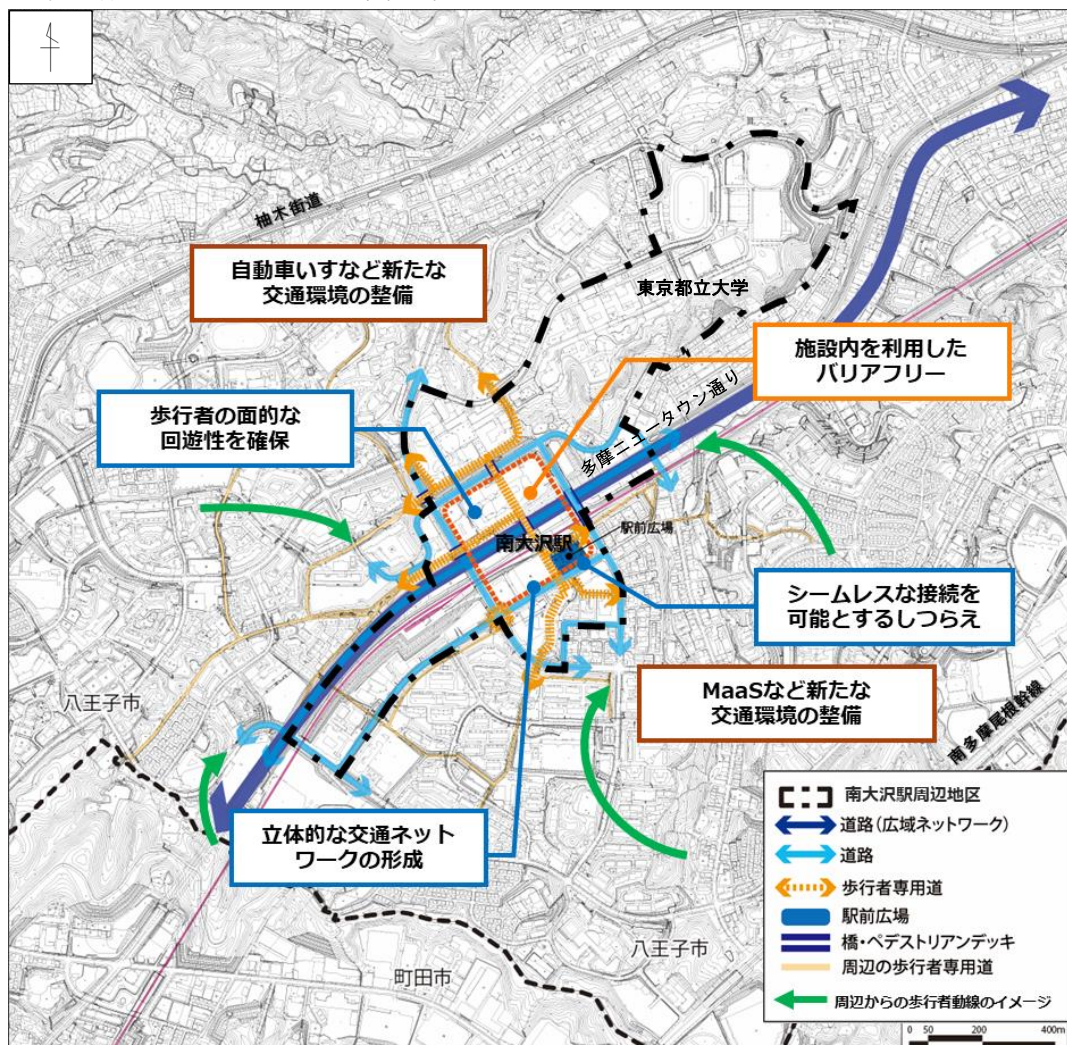 柚木街道
自動車いすなど新たな
交通環境の整備
東京都立大学
施設内を利用した
バリアフリー
歩行者の面的な
回遊性を確保
多摩ニュータウン通り
駅前広場
南大沢駅
シームレスな接続を
可能とするしつらえ
八王子市
MaaSなど新たな
交通環境の整備
南多摩尾根幹線
立体的な交通ネット
ワークの形成
八王子市
町田市
南大沢駅周辺地区
道路(広域ネットワーク)
道路
歩行者専用道
駅前広場
橋・ペデストリアンデッキ
周辺の歩行者専用道
周辺からの歩行者動線のイメージ
0 50 200 400m